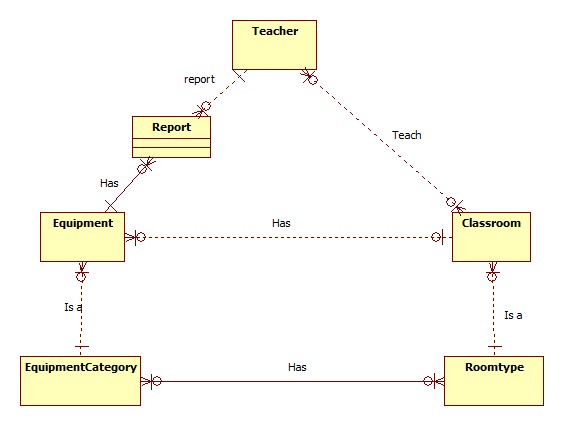 Teacher
report
Report
Teach
Has
Equipment
Has
Classroom
Is a
Is a
EquipmentCategory
Has
Roomtype